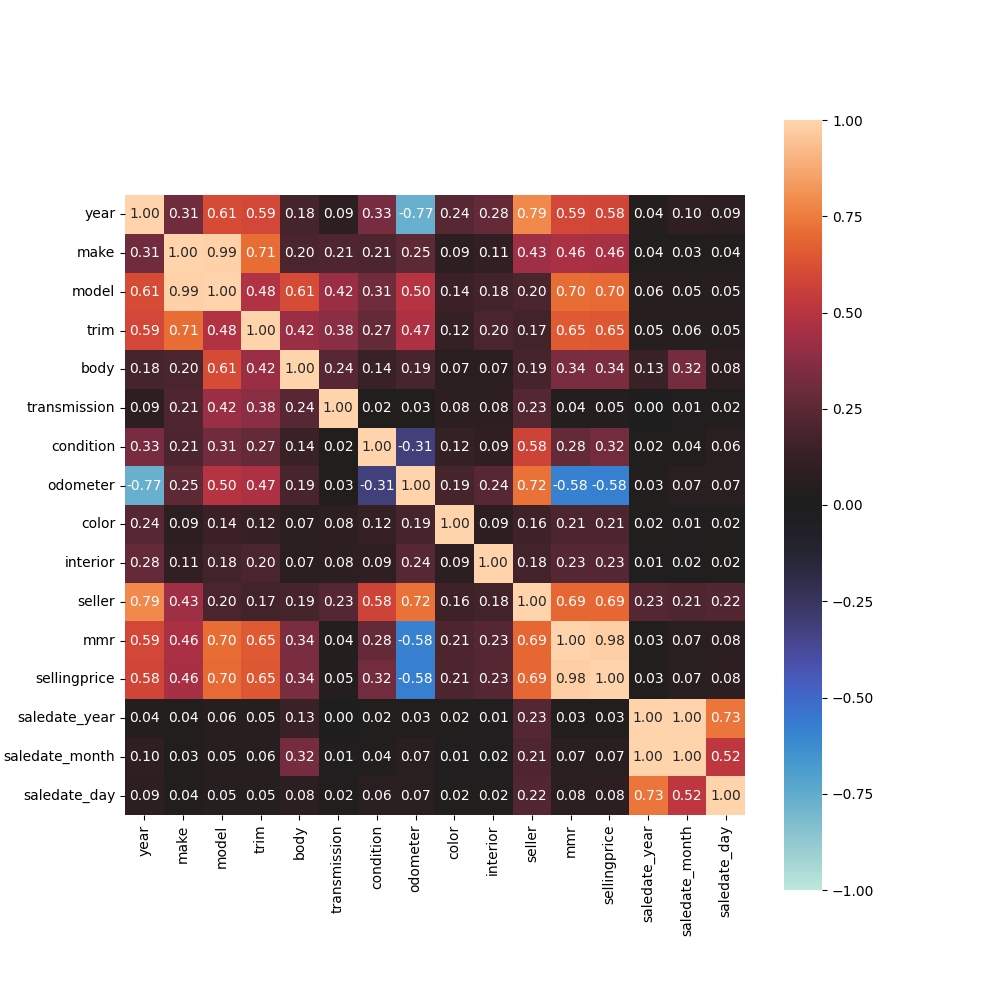 1.00
year 1.00 0.31 0.61 0.59 0.18 0.09 0.33 -0.77 0.24 0.28 0.79 0.59 0.58 0.04 0.10 0.09
0.75
make 0.31 1.00 0.99 0.71 0.20 0.21 0.21 0.25 0.09 0.11 0.43 0.46 0.46 0.04 0.03 0.04
model 0.61 0.99 1.00 0.48 0.61 0.42 0.31 0.50 0.14 0.18 0.20 0.70 0.70 0.06 0.05 0.05
0.50
trim 0.59 0.71 0.48 1.00 0.42 0.38 0.27 0.47 0.12 0.20 0.17 0.65 0.65 0.05 0.06 0.05
body 0.18 0.20 0.61 0.42 1.00 0.24 0.14 0.19 0.07 0.07 0.19 0.34 0.34 0.13 0.32 0.08
transmission 0.09 0.21 0.42 0.38 0.24 1.00 0.02 0.03 0.08 0.08 0.23 0.04 0.05 0.00 0.01 0.02
0.25
condition 0.33 0.21 0.31 0.27 0.14 0.02 1.00 -0.31 0.12 0.09 0.58 0.28 0.32 0.02 0.04 0.06
odometer -0.77 0.25 0.50 0.47 0.19 0.03 -0.31 1.00 0.19 0.24 0.72 -0.58 -0.58 0.03 0.07 0.07
0.00
color 0.24 0.09 0.14 0.12 0.07 0.08 0.12 0.19 1.00 0.09 0.16 0.21 0.21 0.02 0.01 0.02
interior 0.28 0.11 0.18 0.20 0.07 0.08 0.09 0.24 0.09 1.00 0.18 0.23 0.23 0.01 0.02 0.02
seller 0.79 0.43 0.20 0.17 0.19 0.23 0.58 0.72 0.16 0.18 1.00 0.69 0.69 0.23 0.21 0.22
−0.25
mmr 0.59 0.46 0.70 0.65 0.34 0.04 0.28 -0.58 0.21 0.23 0.69 1.00 0.98 0.03 0.07 0.08
sellingprice 0.58 0.46 0.70 0.65 0.34 0.05 0.32 -0.58 0.21 0.23 0.69 0.98 1.00 0.03 0.07 0.08
−0.50
saledate_year 0.04 0.04 0.06 0.05 0.13 0.00 0.02 0.03 0.02 0.01 0.23 0.03 0.03 1.00 1.00 0.73
saledate_month 0.10 0.03 0.05 0.06 0.32 0.01 0.04 0.07 0.01 0.02 0.21 0.07 0.07 1.00 1.00 0.52
saledate_day 0.09 0.04 0.05 0.05 0.08 0.02 0.06 0.07 0.02 0.02 0.22 0.08 0.08 0.73 0.52 1.00
−0.75
−1.00
year make model trim body transmission condition odometer color interior seller mmr sellingprice saledate_year saledate_month saledate_day